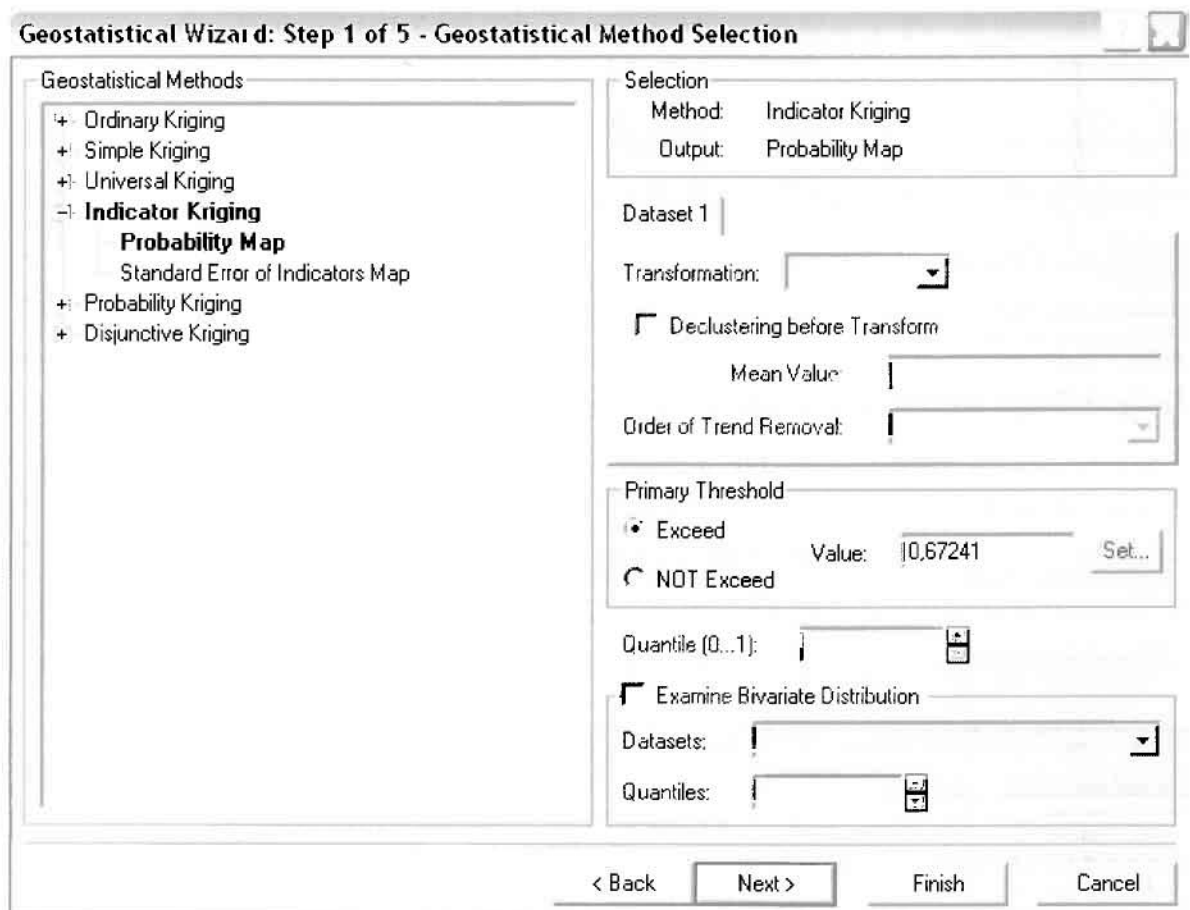 Geostatistical Wizard: Step 1 of 5 - Geostatistical Method Selection
Geostatistical Methods
Ordinary Kriging
Simple Kriging
Universal Kriging
Indicator Kriging
Probability Map
Standard Error of Indicators Map
Probability Kriging
Disjunctive Kriging
Selection
Method: Indicator Kriging
Output: Probability Map
Dataset 1
Transformation:
Declustering before Transform
Mean Value:
Order of Trend Removal:
Primary Threshold
Exceed
Value: 0,67241 Set...
NOT Exceed
Quantile (0...1):
Examine Bivariate Distribution
Datasets:
Quantiles:
< Back Next > Finish Cancel